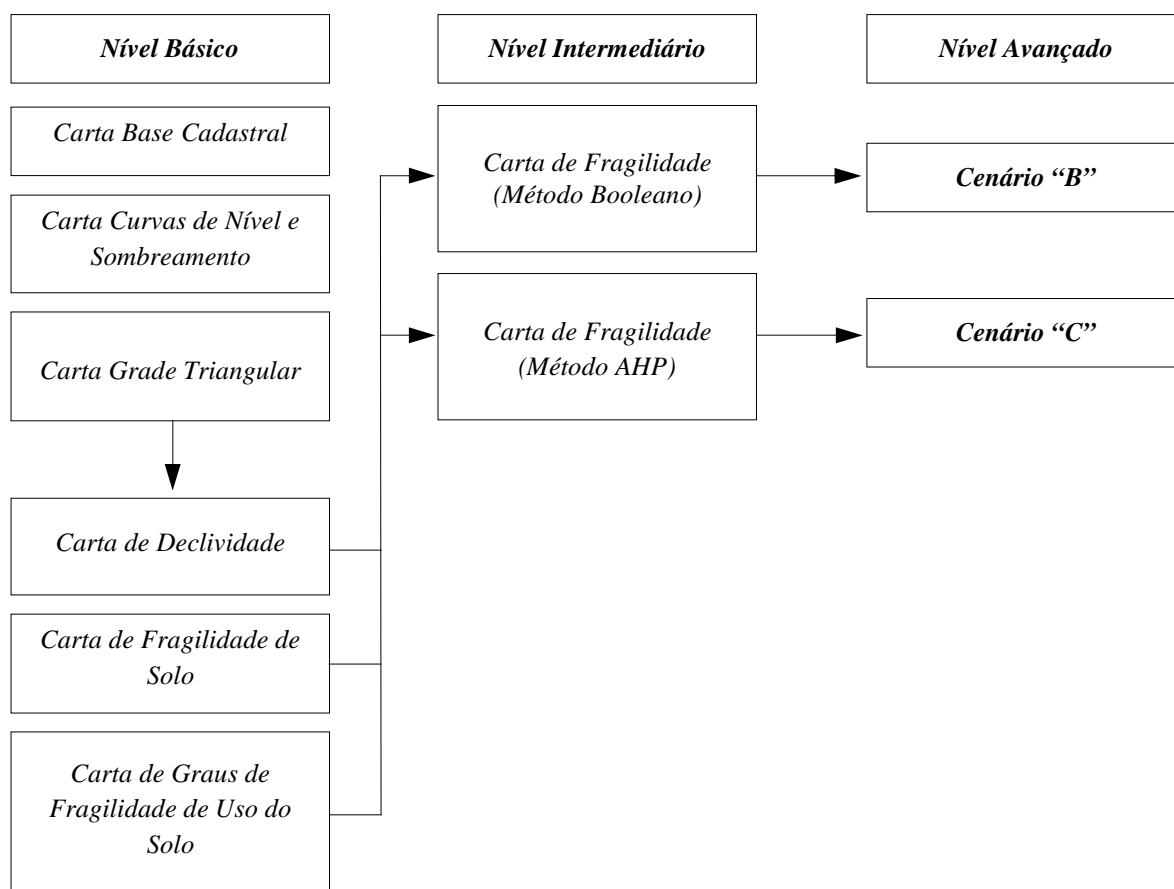 Nível Básico
Nível Intermediário
Nível Avançado
Carta Base Cadastral
Carta Curvas de Nível e
Sombreamento
Carta Grade Triangular
Carta de Declividade
Carta de Fragilidade de
Solo
Carta de Graus de
Fragilidade de Uso do
Solo
Carta de Fragilidade
(Método Booleano)
Carta de Fragilidade
(Método AHP)
Cenário “B”
Cenário “C”